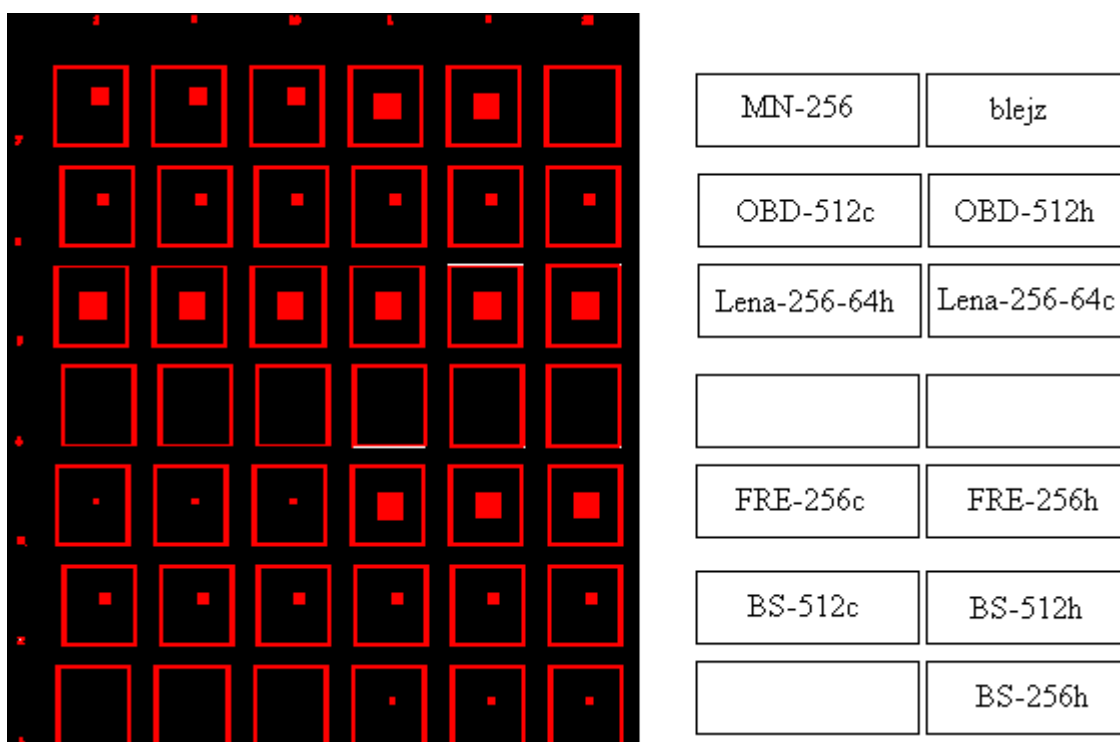 MN-256 blejz
OBD-512c OBD-512h
Lena-256-64h Lena-256-64c
FRE-256c FRE-256h
BS-512c BS-512h
BS-256h